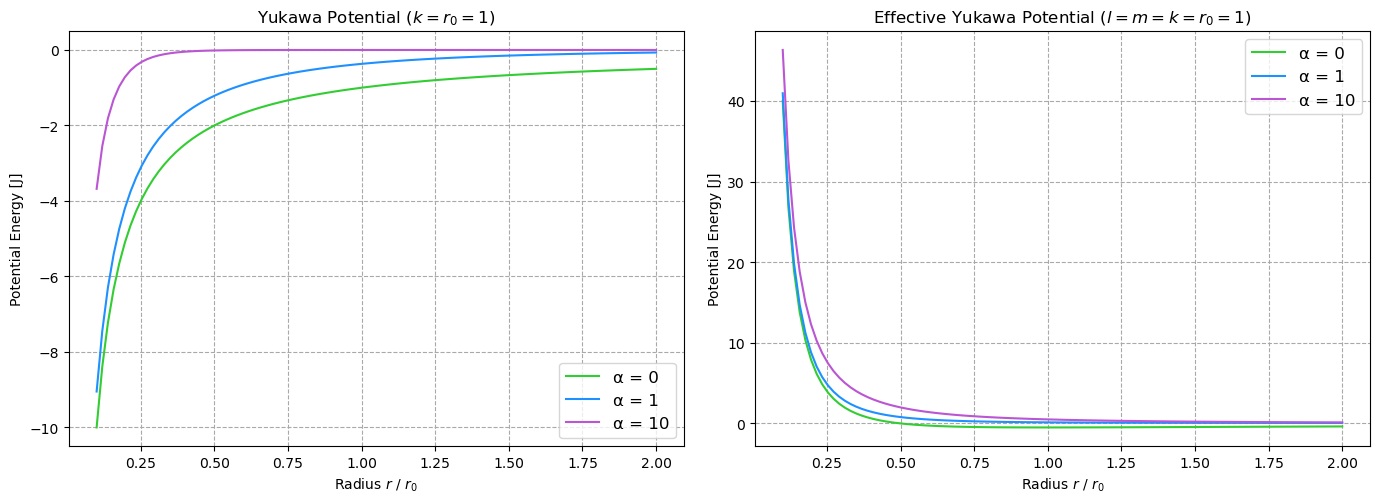 Yukawa Potential (k = r₀ = 1)
Potential Energy [J]
0
−2
−4
−6
−8
−10
0.25 0.50 0.75 1.00 1.25 1.50 1.75 2.00
Radius r / r₀
α = 0
α = 1
α = 10
Effective Yukawa Potential (l = m = k = r₀ = 1)
Potential Energy [J]
40
30
20
10
0
0.25 0.50 0.75 1.00 1.25 1.50 1.75 2.00
Radius r / r₀
α = 0
α = 1
α = 10